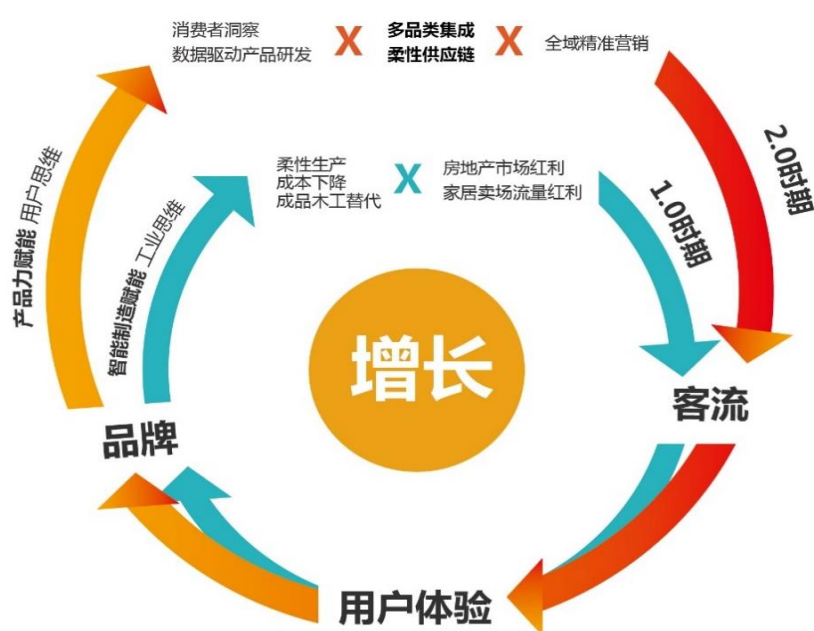 消费者洞察
数据驱动产品研发
X
多品类集成
柔性供应链
X
全域精准营销
2.0时期
产品力赋能 用户思维
柔性生产
成本下降
成品木工替代
X
房地产市场红利
家居卖场流量红利
1.0时期
智能制造赋能 工业思维
增长
客流
品牌
用户体验